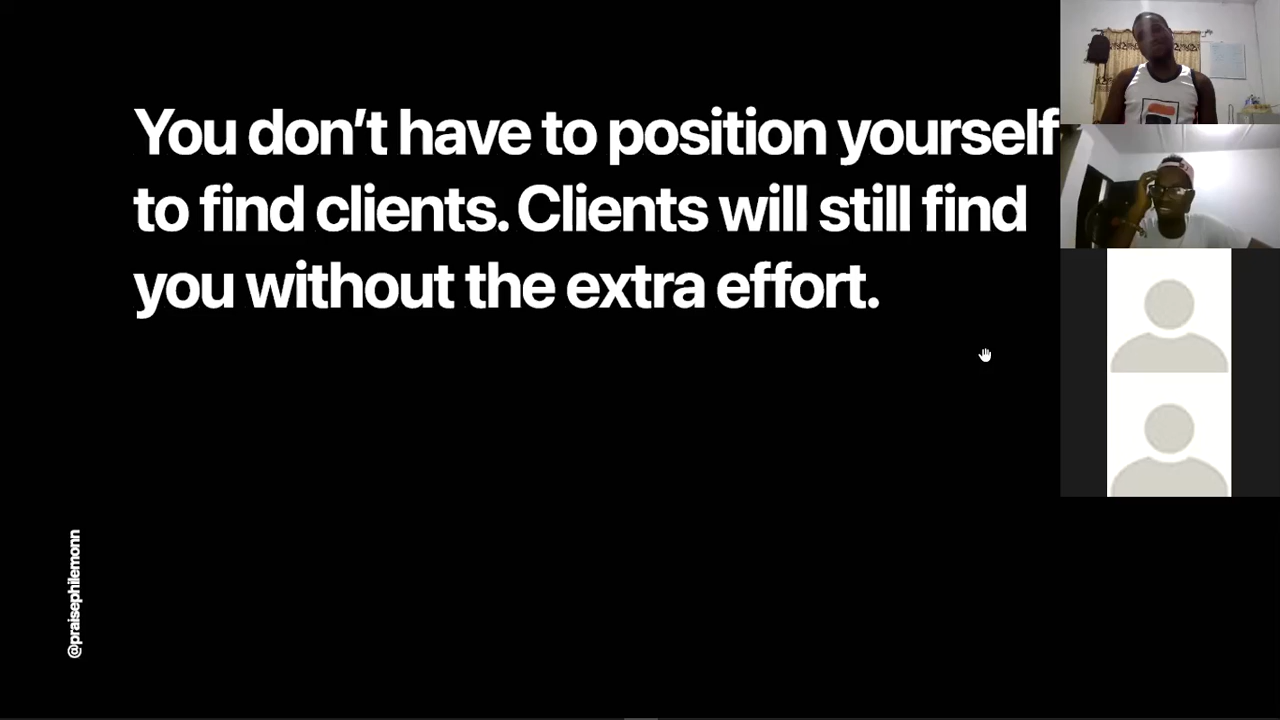 You don’t have to position yourself
to find clients. Clients will still find
you without the extra effort.
@praisephilemonn